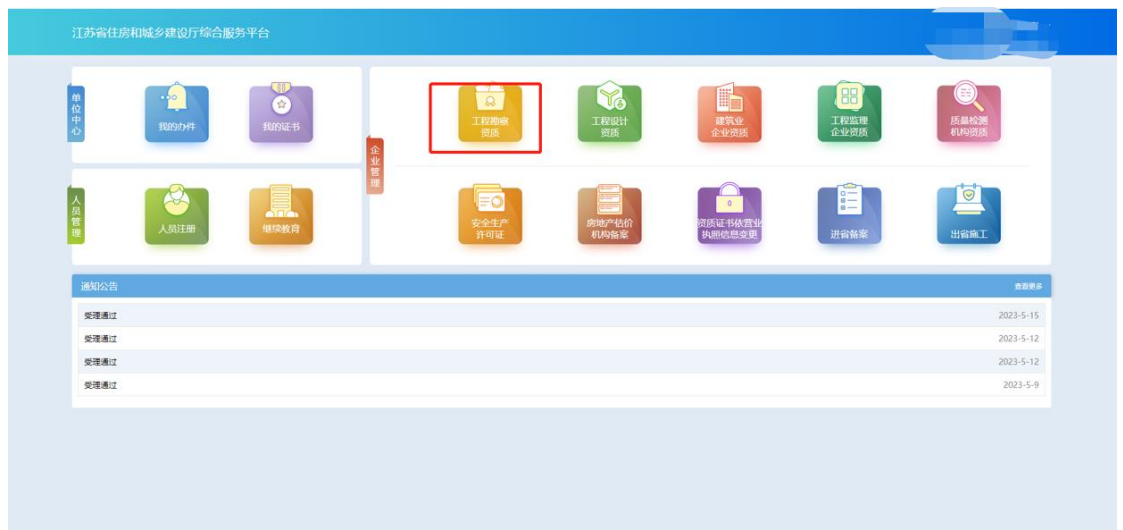 江苏省住房和城乡建设厅综合服务平台
单位中心
我的办件
我的证书
企业管理
工程勘察
资质
工程设计
资质
建筑业
企业资质
工程监理
企业资质
质量检测
机构资质
人员管理
人员注册
继续教育
安全生产
许可证
房地产估价
机构备案
资质证书依营业
执照信息变更
进省备案
出省施工
通知公告
查看更多
受理通过
2023-5-15
受理通过
2023-5-12
受理通过
2023-5-12
受理通过
2023-5-9